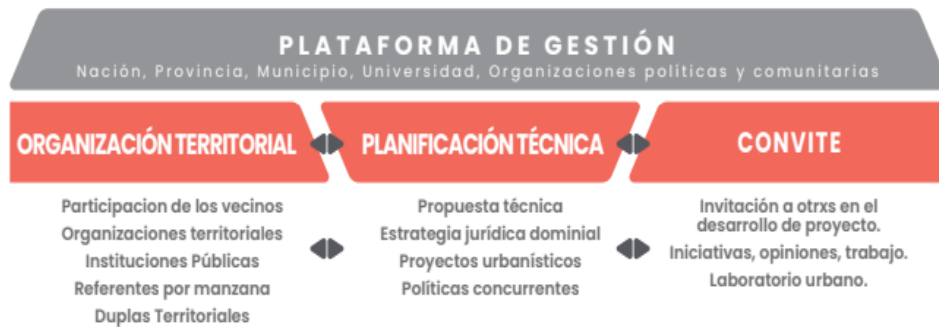 PLATAFORMA DE GESTIÓN
Nación, Provincia, Municipio, Universidad, Organizaciones políticas y comunitarias
ORGANIZACIÓN TERRITORIAL
Participacion de los vecinos
Organizaciones territoriales
Instituciones Públicas
Referentes por manzana
Duplas Territoriales
PLANIFICACIÓN TÉCNICA
Propuesta técnica
Estrategia jurídica dominial
Proyectos urbanísticos
Políticas concurrentes
CONVITE
Invitación a otrxs en el
desarrollo de proyecto.
Iniciativas, opiniones, trabajo.
Laboratorio urbano.